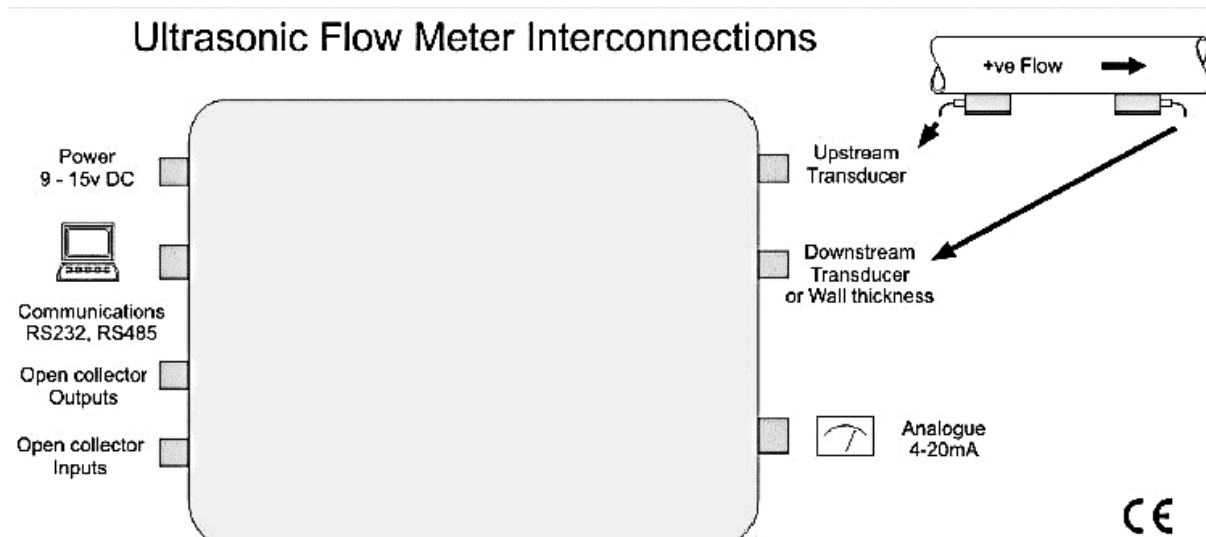 Ultrasonic Flow Meter Interconnections
+ve Flow
Power
9 - 15v DC
Upstream
Transducer
Downstream
Transducer
or Wall thickness
Communications
RS232, RS485
Open collector
Outputs
Open collector
Inputs
Analogue
4-20mA
CE